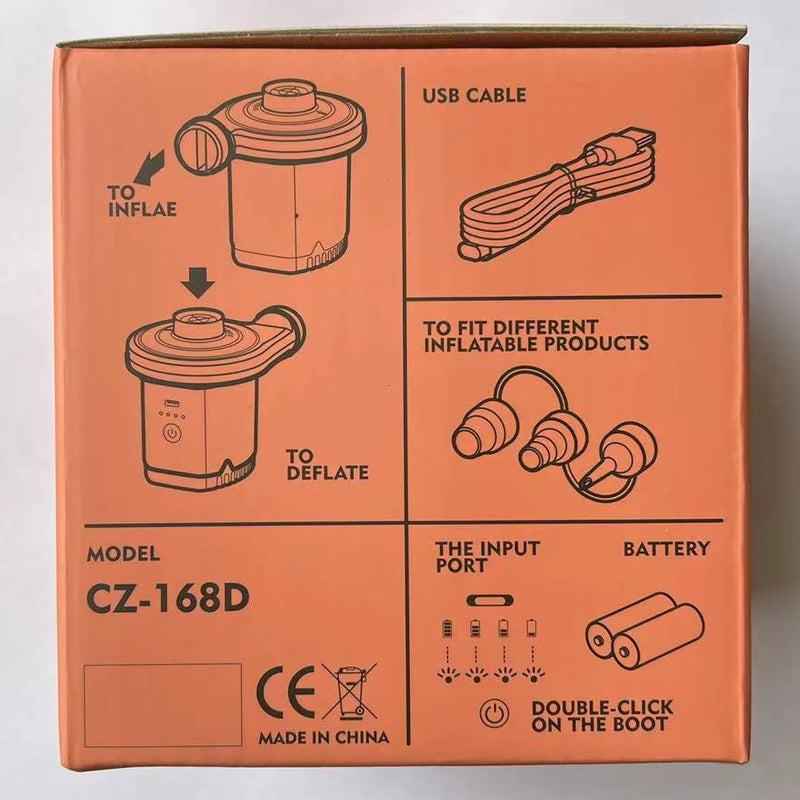 TO
INFLAE
TO
DEFLATE
USB CABLE
TO FIT DIFFERENT
INFLATABLE PRODUCTS
MODEL
CZ-168D
CE
MADE IN CHINA
THE INPUT
PORT
BATTERY
DOUBLE-CLICK
ON THE BOOT